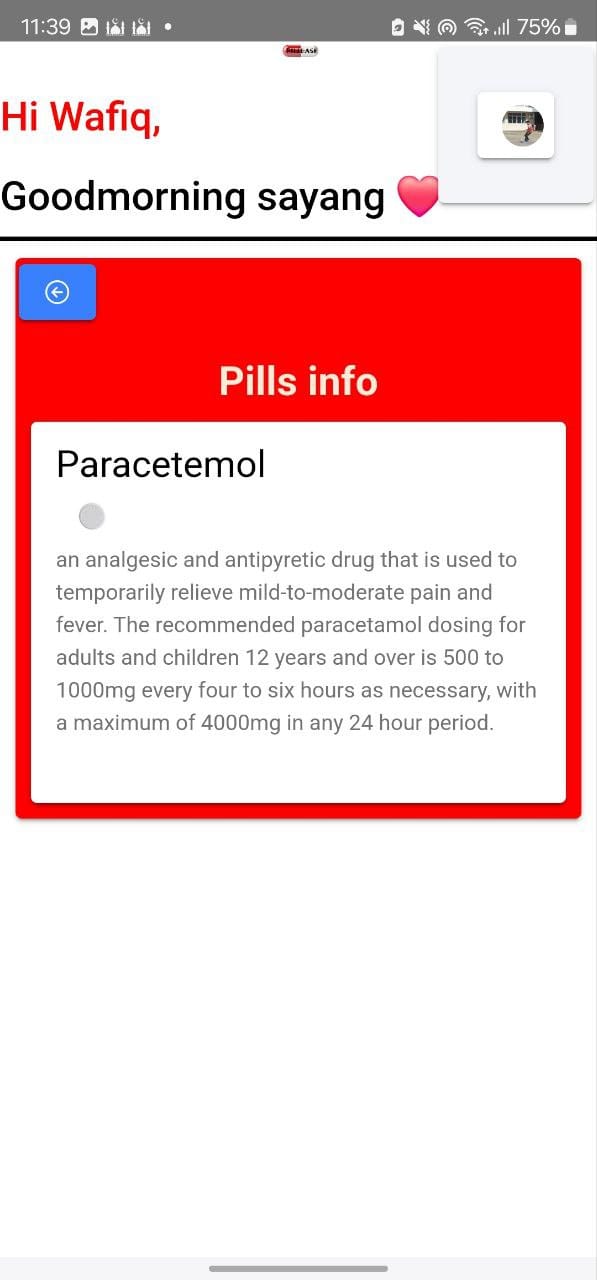 11:39
75%
Hi Wafiq,
Goodmorning sayang
Pills info
Paracetemol
an analgesic and antipyretic drug that is used to
temporarily relieve mild-to-moderate pain and
fever. The recommended paracetamol dosing for
adults and children 12 years and over is 500 to
1000mg every four to six hours as necessary, with
a maximum of 4000mg in any 24 hour period.